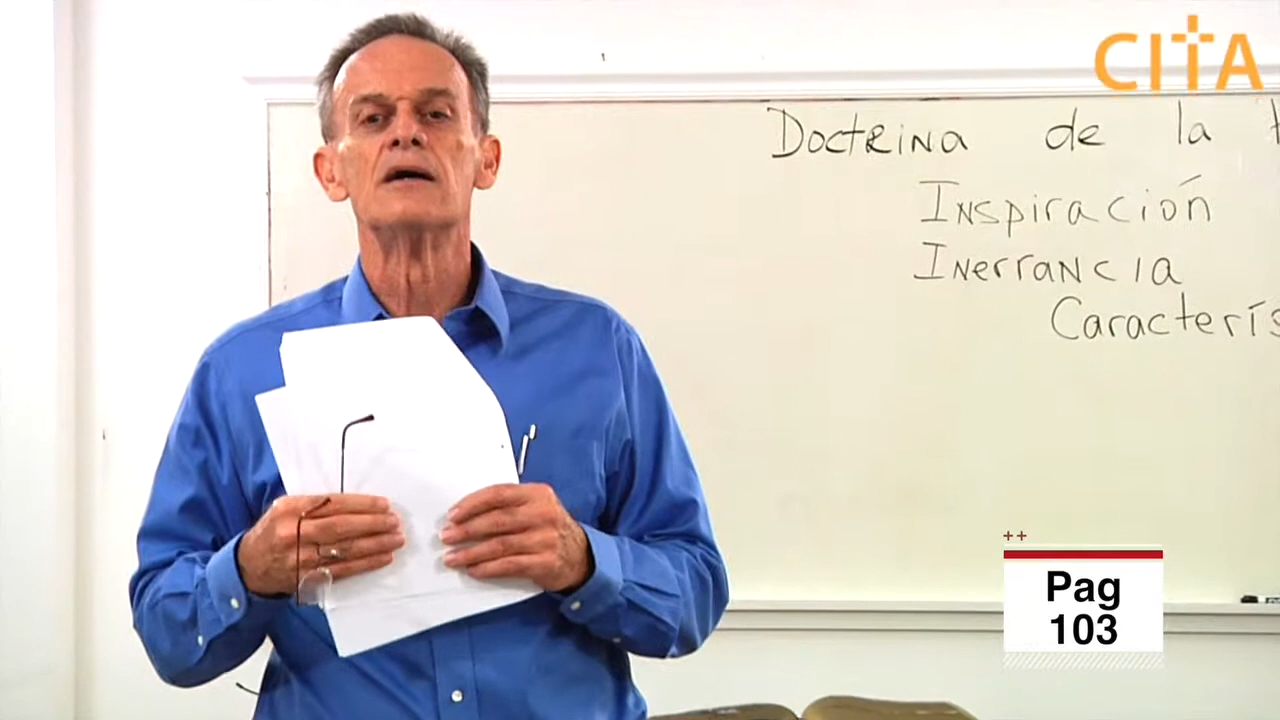 CITA
Doctrina de la
Inspiración
Inerrancia
Caracterís
Pag
103